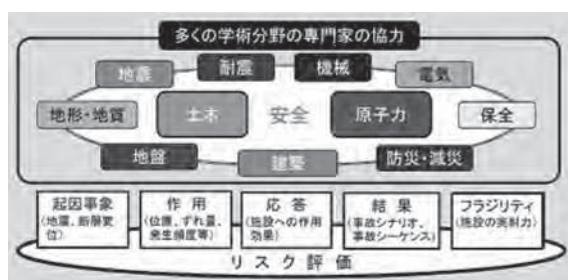 多くの学術分野の専門家の協力
地震 耐震 機械 電気
地形・地質 土木 安全 原子力 保全
地盤 建築 防災・減災
起因事象 作用 応答 結果 フラジリティ
(地震、断層変位) (位置、ずれ量、発生頻度等) (施設への作用効果) (事故シナリオ、事故シーケンス) (施設の実耐力)
リスク評価